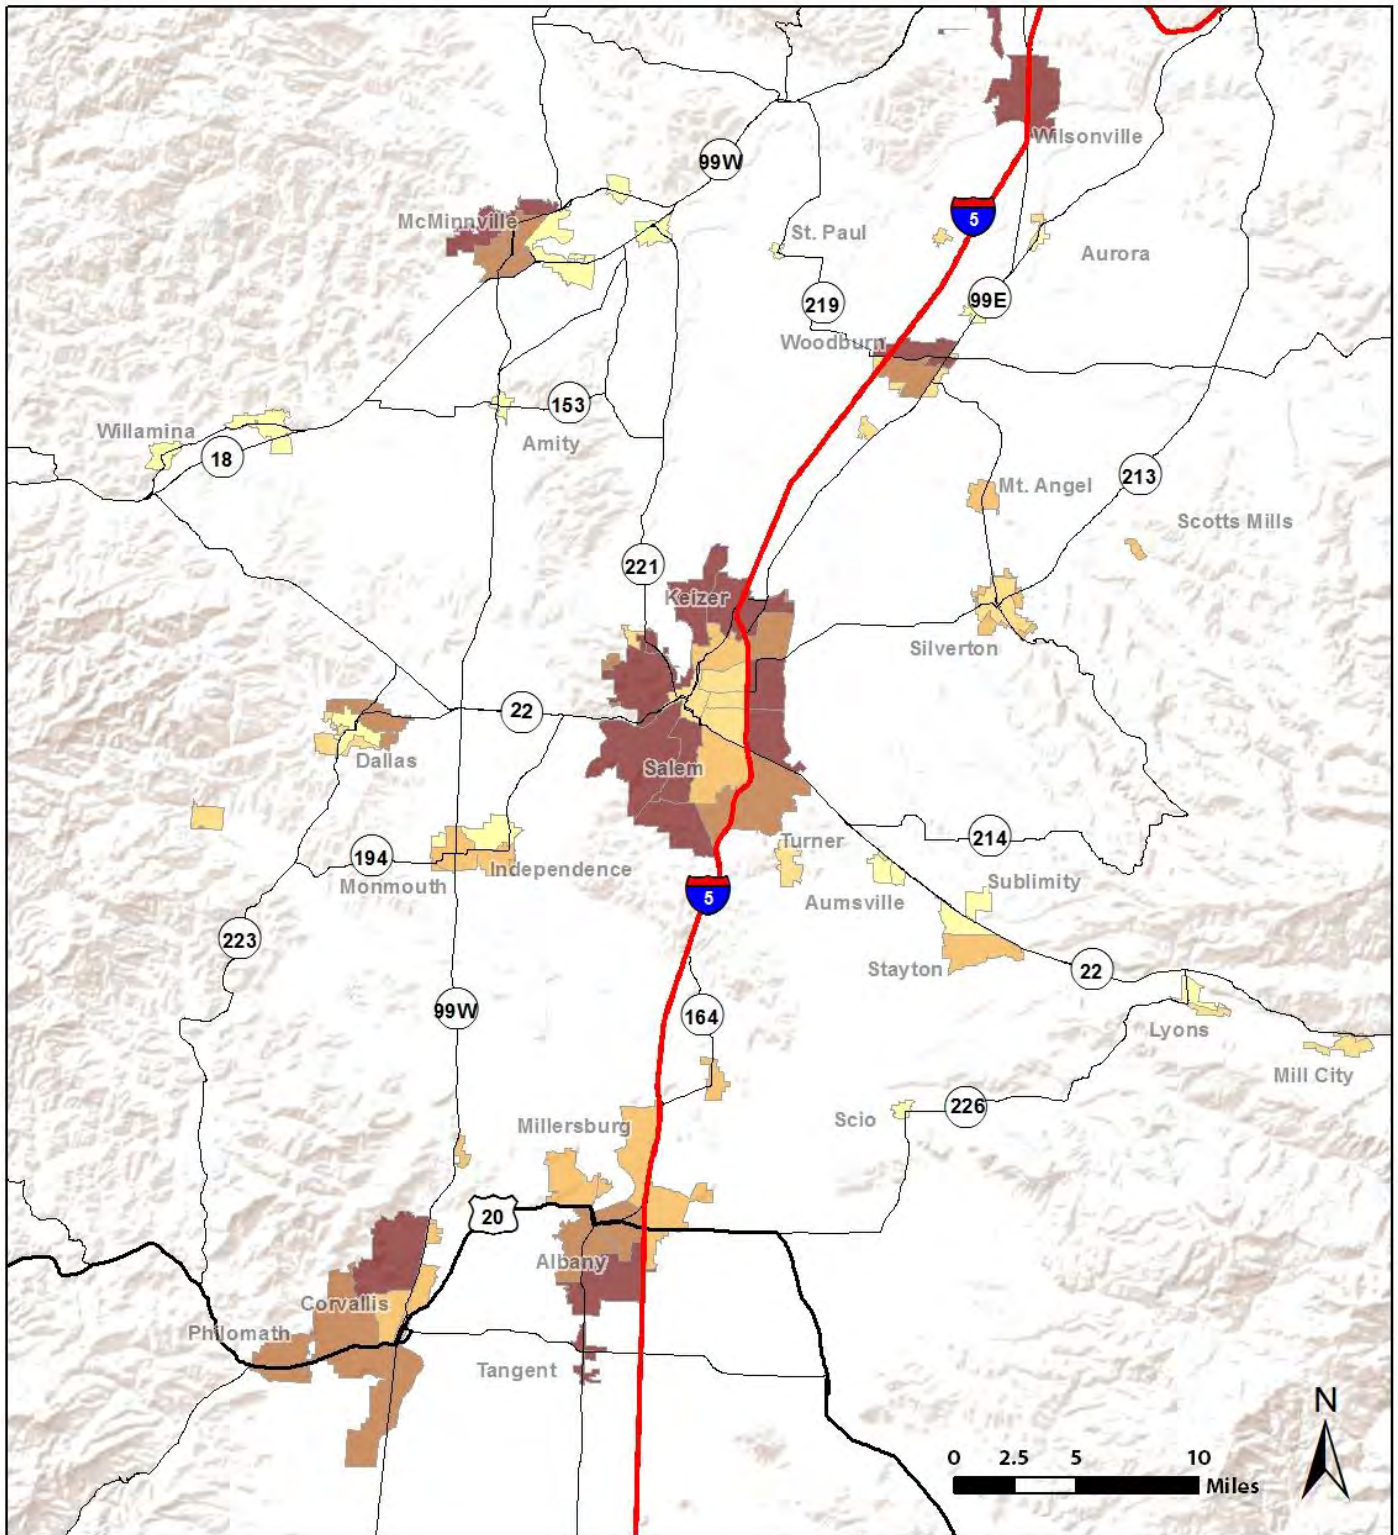 Wilsonville
99W
McMinnville
5
St. Paul
Aurora
219
99E
Woodburn
153
Willamina
Amity
18
213
Mt. Angel
Scotts Mills
221
Keizer
Silverton
22
Dallas
Salem
Turner
214
194
Monmouth
Independence
Sublimity
5
Aumsville
223
Stayton
22
99W
164
Lyons
Mill City
Millersburg
Scio
226
20
Albany
Corvallis
Philomath
Tangent
N
0 2.5 5 10
Miles